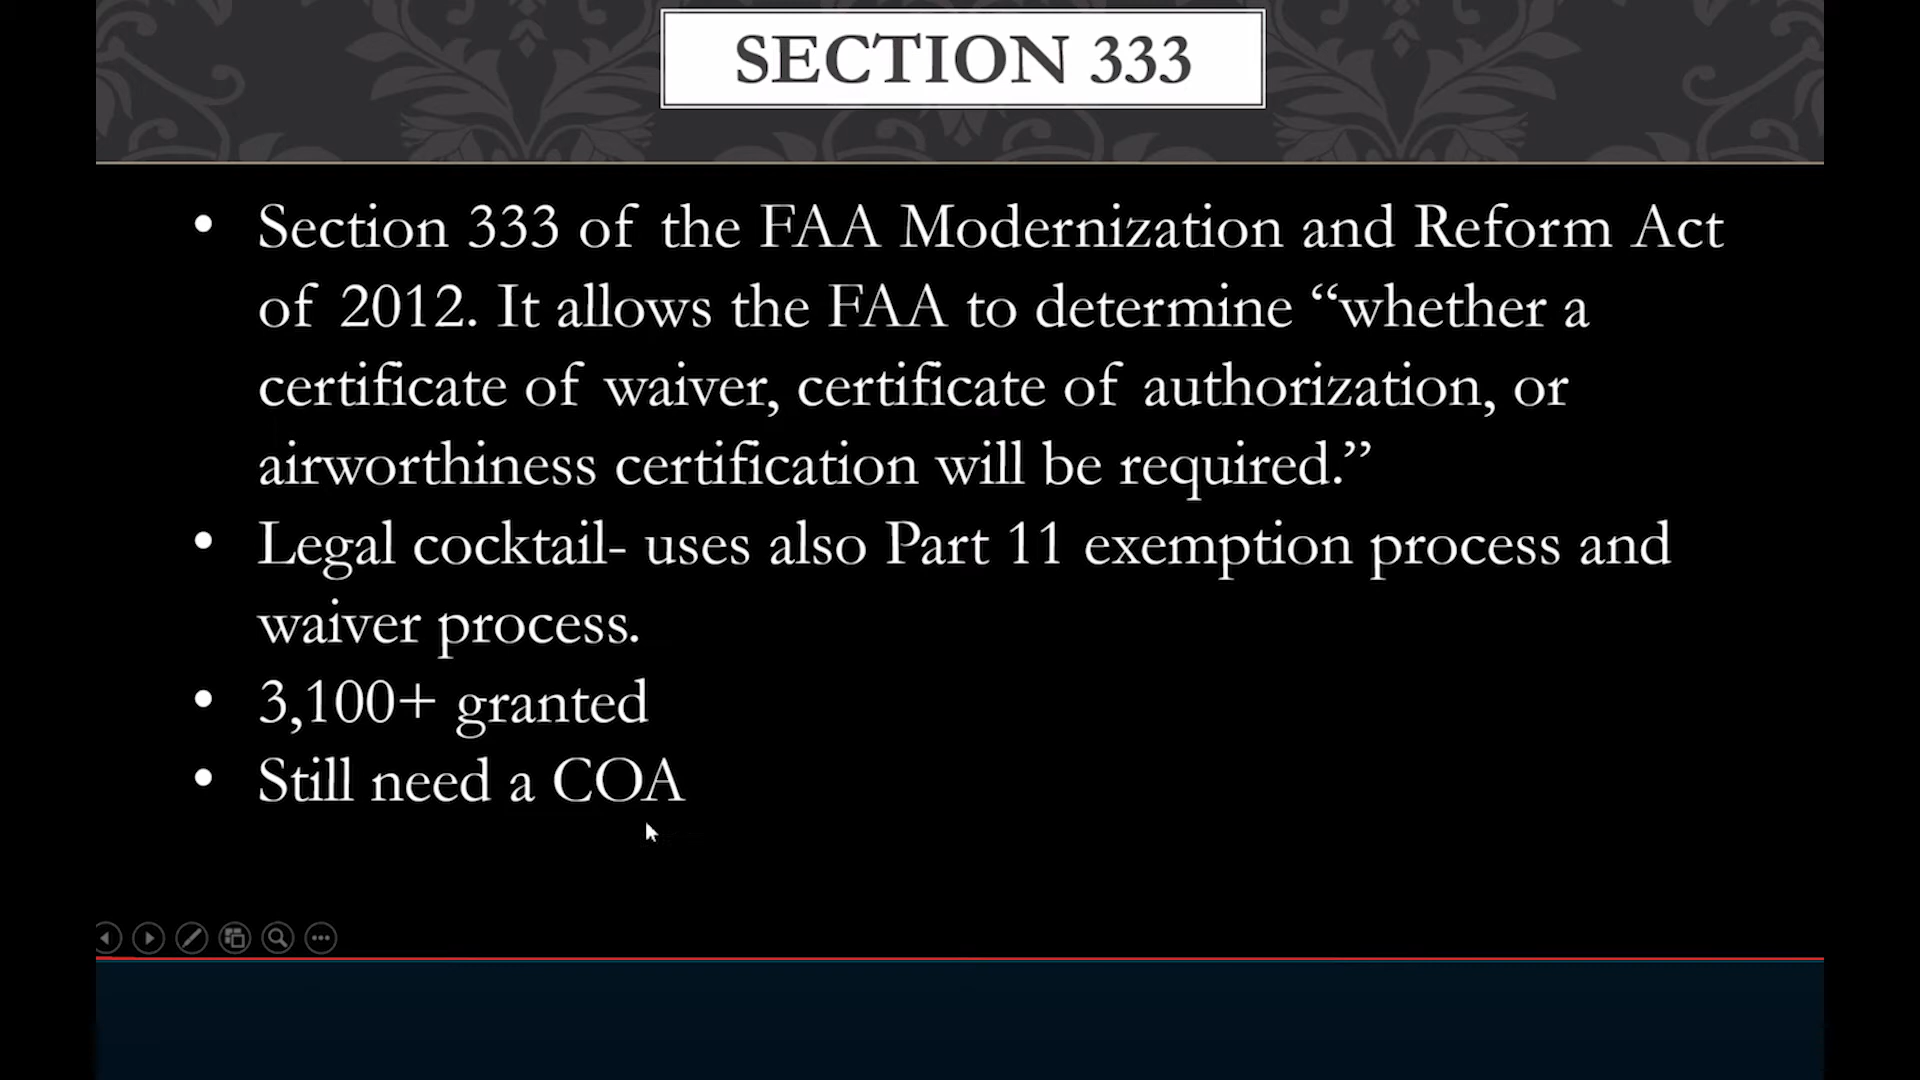 SECTION 333
• Section 333 of the FAA Modernization and Reform Act
of 2012. It allows the FAA to determine “whether a
certificate of waiver, certificate of authorization, or
airworthiness certification will be required.”
• Legal cocktail- uses also Part 11 exemption process and
waiver process.
• 3,100+ granted
• Still need a COA